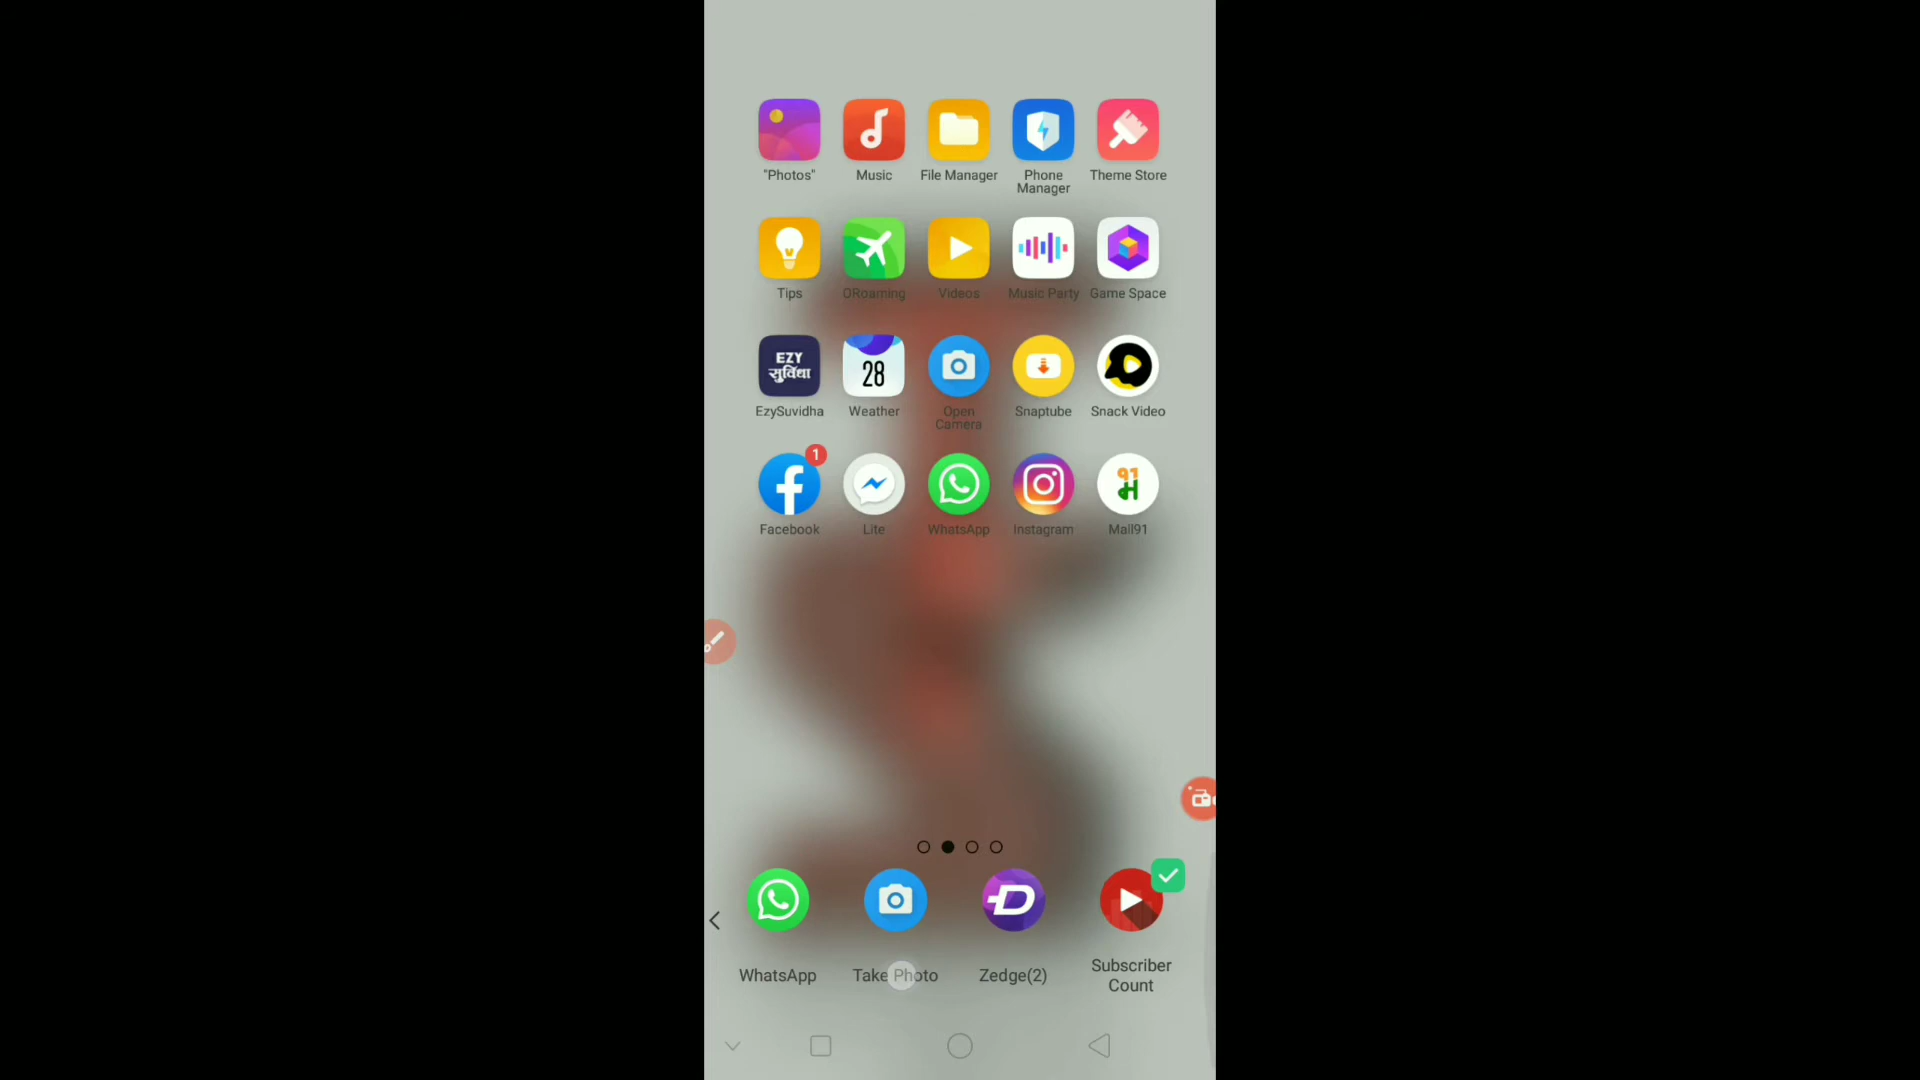 "Photos" Music File Manager Phone Manager Theme Store
Tips ORoaming Videos Music Party Game Space
EZY
सुविधा
28
EzySuvidha Weather Open Camera Snaptube Snack Video
1
९१
मे
Facebook Lite WhatsApp Instagram Mail91
WhatsApp Take Photo Zedge(2) Subscriber Count